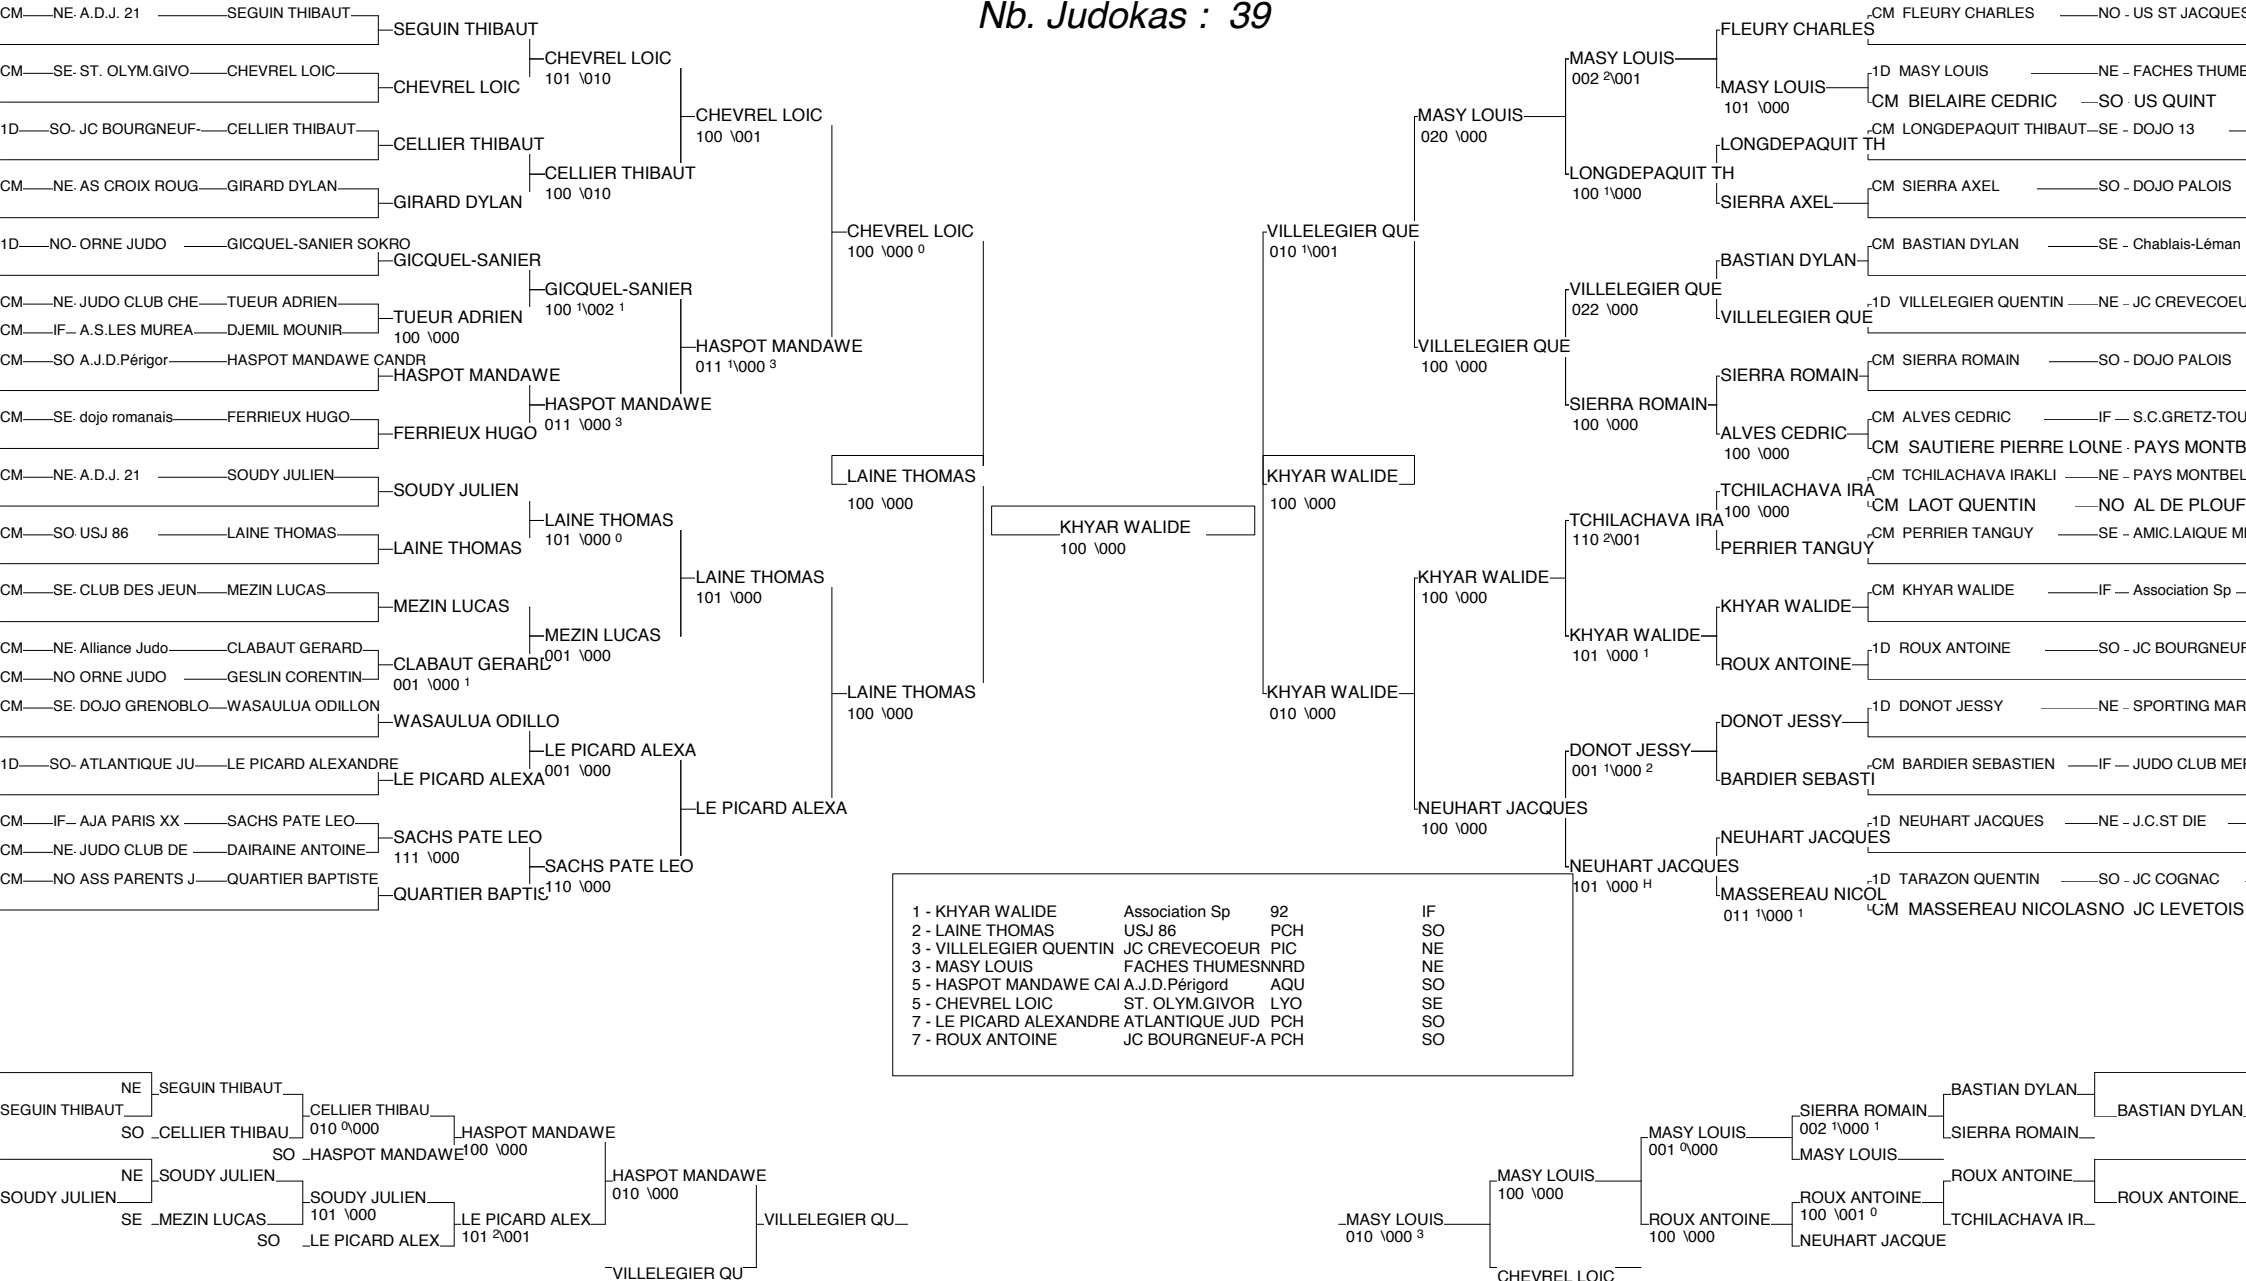 Nb. Judokas : 39
CM NE A.D.J. 21 SEGUIN THIBAUT
CM SE ST. OLYM.GIVO CHEVREL LOIC
1D SO JC BOURGNEUF- CELLIER THIBAUT
CM NE AS CROIX ROUG GIRARD DYLAN
1D NO ORNE JUDO GICQUEL-SANIER SOKRO
CM NE JUDO CLUB CHE TUEUR ADRIEN
CM IF A.S.LES MUREA DJEMIL MOUNIR
CM SO A.J.D.Périgor HASPOT MANDAWE CANDR
CM SE dojo romanais FERRIEUX HUGO
CM NE A.D.J. 21 SOUDY JULIEN
CM SO USJ 86 LAINE THOMAS
CM SE CLUB DES JEUN MEZIN LUCAS
CM NE Alliance Judo CLABAUT GERARD
CM NO ORNE JUDO GESLIN CORENTIN
CM SE DOJO GRENOBLO WASAULUA ODILLON
1D SO ATLANTIQUE JU LE PICARD ALEXANDRE
CM IF AJA PARIS XX SACHS PATE LEO
CM NE JUDO CLUB DE DAIRAINE ANTOINE
CM NO ASS PARENTS J QUARTIER BAPTISTE
SEGUIN THIBAUT
CHEVREL LOIC
CELLIER THIBAUT
GIRARD DYLAN
GICQUEL-SANIER
TUEUR ADRIEN
100 \000
HASPOT MANDAWE
FERRIEUX HUGO
SOUDY JULIEN
LAINE THOMAS
MEZIN LUCAS
CLABAUT GERARD
001 \000 1
WASAULUA ODILLO
LE PICARD ALEXA
SACHS PATE LEO
111 \000
QUARTIER BAPTIS
CHEVREL LOIC
101 \010
CELLIER THIBAUT
100 \010
GICQUEL-SANIER
100 1\002 1
HASPOT MANDAWE
011 \000 3
LAINE THOMAS
101 \000 0
MEZIN LUCAS
001 \000
LE PICARD ALEXA
001 \000
SACHS PATE LEO
110 \000
CHEVREL LOIC
100 \001
HASPOT MANDAWE
011 1\000 3
LAINE THOMAS
101 \000
LE PICARD ALEXA
CHEVREL LOIC
100 \000 0
LAINE THOMAS
100 \000
LAINE THOMAS
100 \000
KHYAR WALIDE
100 \000
KHYAR WALIDE
100 \000
VILLELEGIER QUE
010 1\001
KHYAR WALIDE
010 \000
MASY LOUIS
020 \000
VILLELEGIER QUE
100 \000
KHYAR WALIDE
100 \000
NEUHART JACQUES
100 \000
MASY LOUIS
002 2\001
LONGDEPAQUIT TH
100 1\000
VILLELEGIER QUE
022 \000
SIERRA ROMAIN
100 \000
TCHILACHAVA IRA
110 2\001
KHYAR WALIDE
101 \000 1
DONOT JESSY
001 1\000 2
NEUHART JACQUES
101 \000 H
FLEURY CHARLES
MASY LOUIS
101 \000
LONGDEPAQUIT TH
SIERRA AXEL
BASTIAN DYLAN
VILLELEGIER QUE
SIERRA ROMAIN
ALVES CEDRIC
100 \000
TCHILACHAVA IRA
100 \000
PERRIER TANGUY
KHYAR WALIDE
ROUX ANTOINE
DONOT JESSY
BARDIER SEBASTI
NEUHART JACQUES
MASSEREAU NICOL
011 1\000 1
CM FLEURY CHARLES NO - US ST JACQUES
1D MASY LOUIS NE - FACHES THUME
CM BIELAIRE CEDRIC SO US QUINT
CM LONGDEPAQUIT THIBAUT SE - DOJO 13
CM SIERRA AXEL SO - DOJO PALOIS
CM BASTIAN DYLAN SE - Chablais-Léman
1D VILLELEGIER QUENTIN NE - JC CREVECOEU
CM SIERRA ROMAIN SO - DOJO PALOIS
CM ALVES CEDRIC IF - S.C.GRETZ-TOU
CM SAUTIERE PIERRE LOUNE - PAYS MONTB
CM TCHILACHAVA IRAKLI NE - PAYS MONTBEL
CM LAOT QUENTIN NO AL DE PLOUF
CM PERRIER TANGUY SE - AMIC.LAIQUE
CM KHYAR WALIDE IF - Association Sp
1D ROUX ANTOINE SO - JC BOURGNEUF
1D DONOT JESSY NE - SPORTING MAR
CM BARDIER SEBASTIEN IF - JUDO CLUB MER
1D NEUHART JACQUES NE - J.C.ST DIE
1D TARAZON QUENTIN SO - JC COGNAC
CM MASSEREAU NICOLASNO JC LEVETOIS
1 - KHYAR WALIDE Association Sp 92 IF
2 - LAINE THOMAS USJ 86 PCH SO
3 - VILLELEGIER QUENTIN JC CREVECOEUR PIC NE
3 - MASY LOUIS FACHES THUMESNNRD NE
5 - HASPOT MANDAWE CAI A.J.D.Périgord AQU SO
5 - CHEVREL LOIC ST. OLYM.GIVOR LYO SE
7 - LE PICARD ALEXANDRE ATLANTIQUE JUD PCH SO
7 - ROUX ANTOINE JC BOURGNEUF-A PCH SO
SEGUIN THIBAUT
SOUDY JULIEN
NE SEGUIN THIBAUT
SO CELLIER THIBAU
NE SOUDY JULIEN
SE MEZIN LUCAS
CELLIER THIBAU
010 0\000
SO HASPOT MANDAWE
SOUDY JULIEN
101 \000
SO LE PICARD ALEX
HASPOT MANDAWE
100 \000
LE PICARD ALEX
101 2\001
HASPOT MANDAWE
010 \000
VILLELEGIER QU
VILLELEGIER QU
MASY LOUIS
010 \000 3
MASY LOUIS
100 \000
CHEVREL LOIC
MASY LOUIS
001 0\000
ROUX ANTOINE
100 \000
SIERRA ROMAIN
002 1\000 1
MASY LOUIS
ROUX ANTOINE
100 \001 0
NEUHART JACQUE
BASTIAN DYLAN
SIERRA ROMAIN
ROUX ANTOINE
TCHILACHAVA IR
BASTIAN DYLAN
ROUX ANTOINE